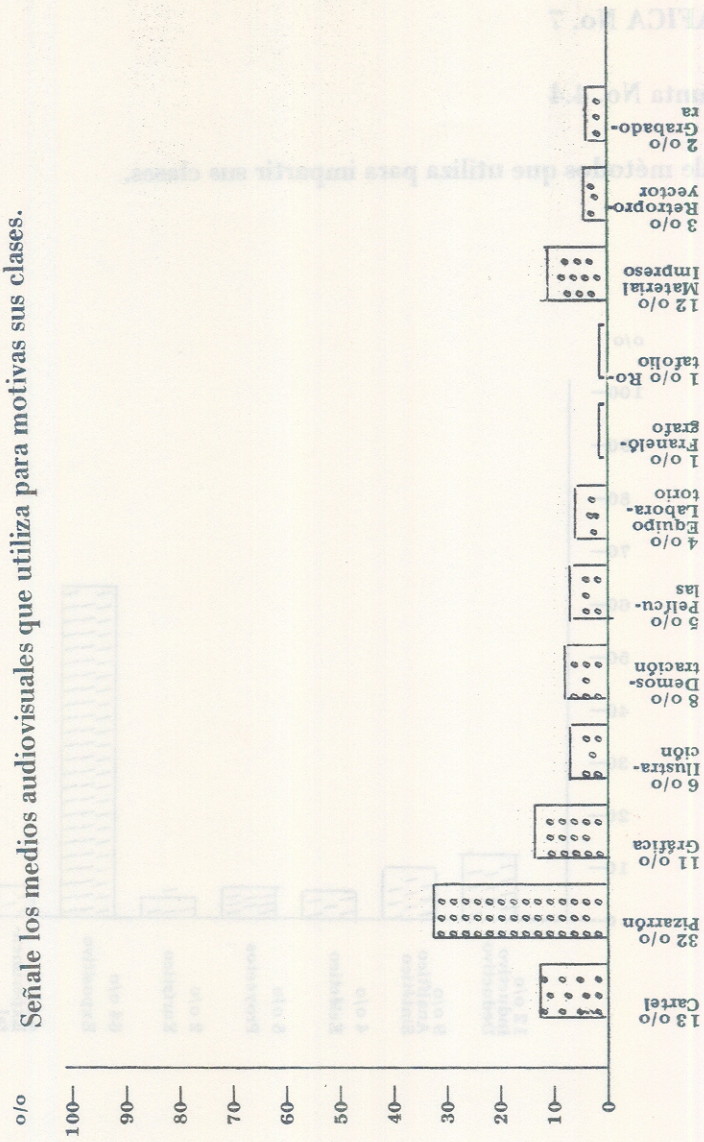 Señale los medios audiovisuales que utiliza para motivas sus clases.
o/o
100
90
80
70
60
50
40
30
20
10
0
13 o/o
Cartel
32 o/o
Pizarrón
11 o/o
Gráfica
6 o/o
Ilustra-
ción
8 o/o
Demos-
tración
5 o/o
Pelícu-
las
4 o/o
Equipo
Labora-
torio
1 o/o
Franeló-
grafo
1 o/o Ro-
tafolio
12 o/o
Material
Impreso
3 o/o
Retropro-
yector
2 o/o
Grabado-
ra